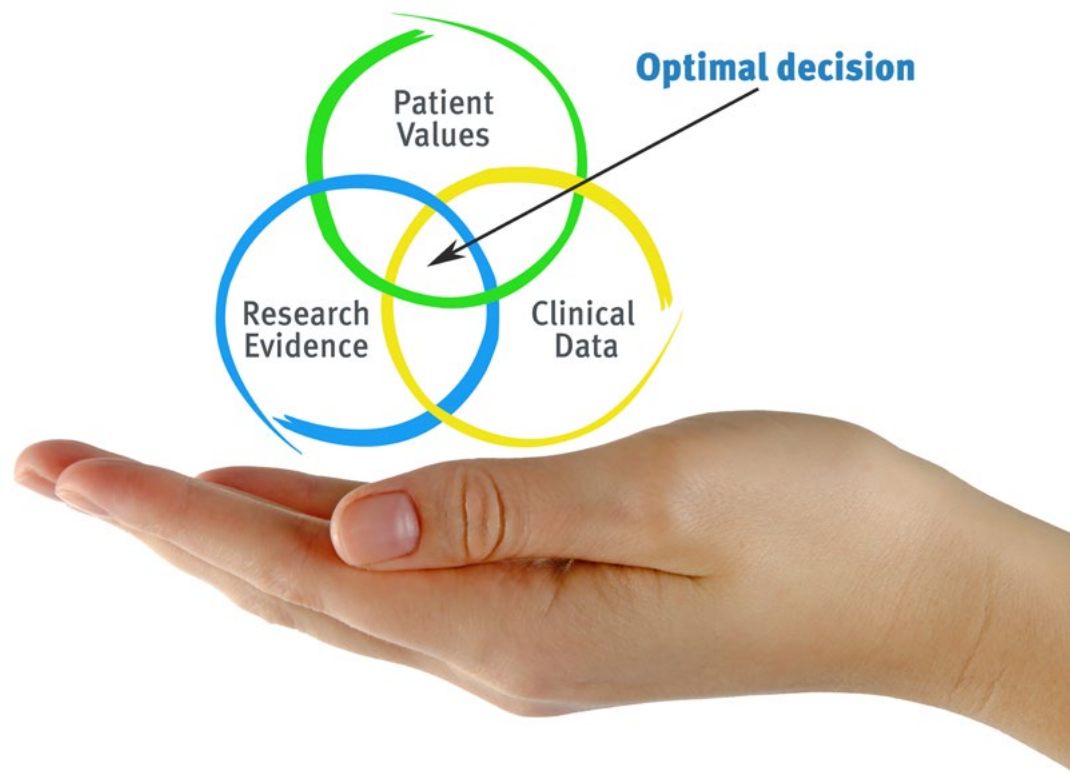 Optimal decision
Patient
Values
Research
Evidence
Clinical
Data